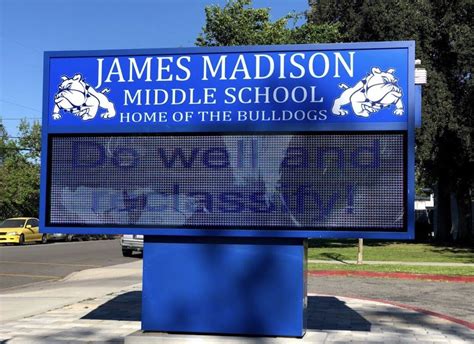 JAMES MADISON
MIDDLE SCHOOL
HOME OF THE BULLDOGS
Do well and
reclassify!